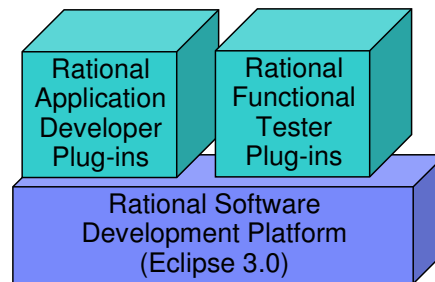 Rational
Application
Developer
Plug-ins
Rational
Functional
Tester
Plug-ins
Rational Software
Development Platform
(Eclipse 3.0)